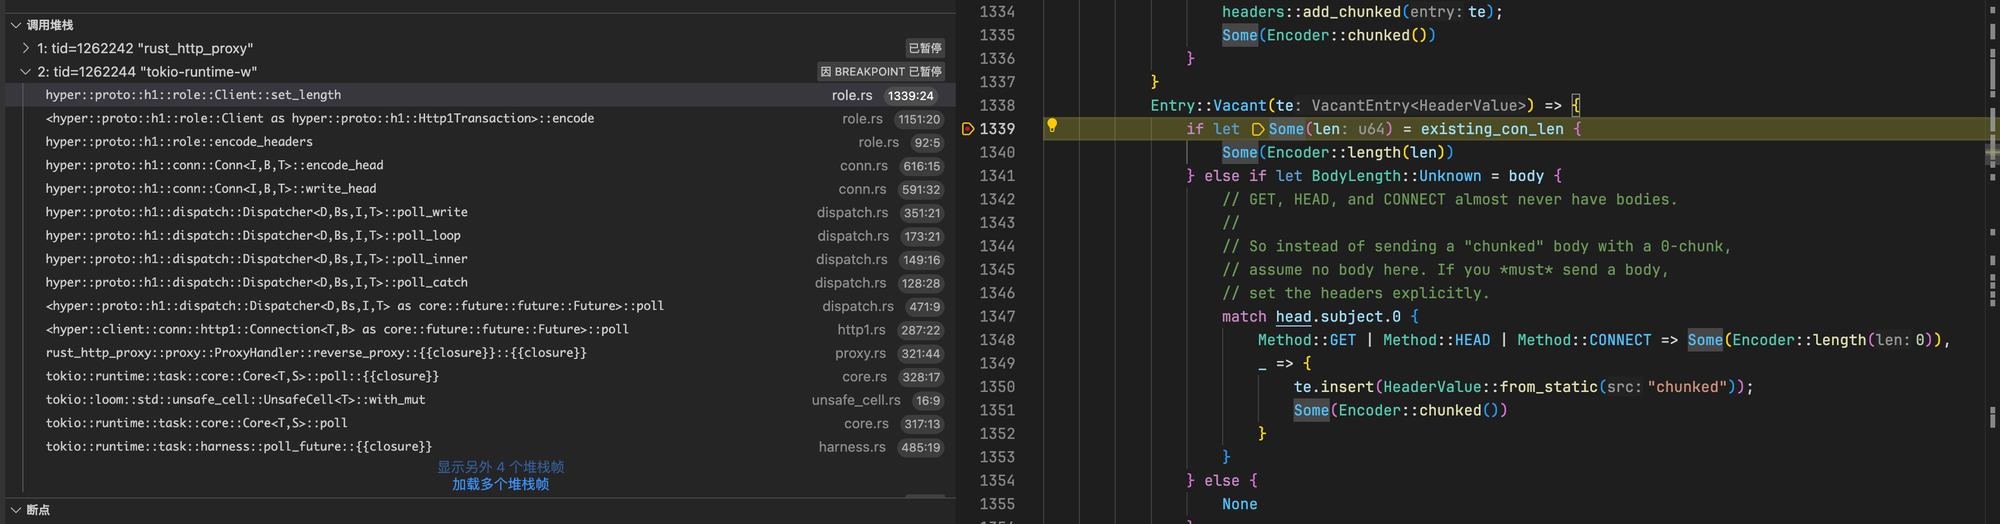 调用堆栈
1: tid=1262242 "rust_http_proxy" 已暂停
2: tid=1262244 "tokio-runtime-w" 因 BREAKPOINT 已暂停
hyper::proto::h1::role::Client::set_length role.rs 1339:24
<hyper::proto::h1::role::Client as hyper::proto::h1::Http1Transaction>::encode role.rs 1151:20
hyper::proto::h1::role::encode_headers role.rs 92:5
hyper::proto::h1::conn::Conn<I,B,T>::encode_head conn.rs 616:15
hyper::proto::h1::conn::Conn<I,B,T>::write_head conn.rs 591:32
hyper::proto::h1::dispatch::Dispatcher<D,Bs,I,T>::poll_write dispatch.rs 351:21
hyper::proto::h1::dispatch::Dispatcher<D,Bs,I,T>::poll_loop dispatch.rs 173:21
hyper::proto::h1::dispatch::Dispatcher<D,Bs,I,T>::poll_inner dispatch.rs 149:16
hyper::proto::h1::dispatch::Dispatcher<D,Bs,I,T>::poll_catch dispatch.rs 128:28
<hyper::proto::h1::dispatch::Dispatcher<D,Bs,I,T> as core::future::future::Future>::poll dispatch.rs 471:9
<hyper::client::conn::http1::Connection<T,B> as core::future::future::Future>::poll http1.rs 287:22
rust_http_proxy::proxy::ProxyHandler::reverse_proxy::{{closure}}::{{closure}} proxy.rs 321:44
tokio::runtime::task::core::Core<T,S>::poll::{{closure}} core.rs 328:17
tokio::loom::std::unsafe_cell::UnsafeCell<T>::with_mut unsafe_cell.rs 16:9
tokio::runtime::task::core::Core<T,S>::poll core.rs 317:13
tokio::runtime::task::harness::poll_future::{{closure}} harness.rs 485:19
显示另外 4 个堆栈帧
加载多个堆栈帧
断点
1334 headers::add_chunked(entry: te);
1335 Some(Encoder::chunked())
1336 }
1337 }
1338 Entry::Vacant(te: VacantEntry<HeaderValue>) => {
1339 if let Some(len: u64) = existing_con_len {
1340 Some(Encoder::length(len))
1341 } else if let BodyLength::Unknown = body {
1342 // GET, HEAD, and CONNECT almost never have bodies.
1343 //
1344 // So instead of sending a "chunked" body with a 0-chunk,
1345 // assume no body here. If you *must* send a body,
1346 // set the headers explicitly.
1347 match head.subject.0 {
1348 Method::GET | Method::HEAD | Method::CONNECT => Some(Encoder::length(len: 0)),
1349 _ => {
1350 te.insert(HeaderValue::from_static(src: "chunked"));
1351 Some(Encoder::chunked())
1352 }
1353 }
1354 } else {
1355 None